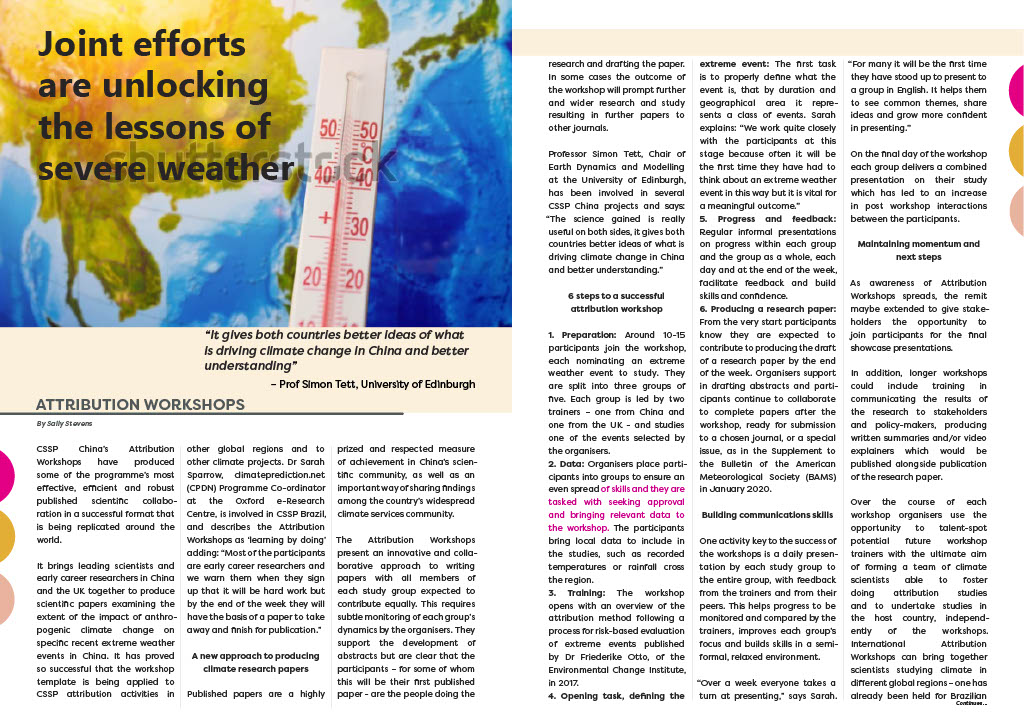 Joint efforts
are unlocking
the lessons of
severe weather
shutterstock
50 50
°C
40 40
+ 30
20 20
“It gives both countries better ideas of what
is driving climate change in China and better
understanding”
– Prof Simon Tett, University of Edinburgh
ATTRIBUTION WORKSHOPS
By Sally Stevens
CSSP China’s Attribution
Workshops have produced
some of the programme’s most
effective, efficient and robust
published scientific collabo-
ration in a successful format that
is being replicated around the
world.
It brings leading scientists and
early career researchers in China
and the UK together to produce
scientific papers examining the
extent of the impact of anthro-
pogenic climate change on
specific recent extreme weather
events in China. It has proved
so successful that the workshop
template is being applied to
CSSP attribution activities in
other global regions and to
other climate projects. Dr Sarah
Sparrow, climateprediction.net
(CPDN) Programme Co-ordinator
at the Oxford e-Research
Centre, is involved in CSSP Brazil,
and describes the Attribution
Workshops as ‘learning by doing’
adding: “Most of the participants
are early career researchers and
we warn them when they sign
up that it will be hard work but
by the end of the week they will
have the basis of a paper to take
away and finish for publication.”
A new approach to producing
climate research papers
Published papers are a highly
prized and respected measure
of achievement in China’s scien-
tific community, as well as an
important way of sharing findings
among the country’s widespread
climate services community.
The Attribution Workshops
present an innovative and colla-
borative approach to writing
papers with all members of
each study group expected to
contribute equally. This requires
subtle monitoring of each group’s
dynamics by the organisers. They
support the development of
abstracts but are clear that the
participants – for some of whom
this will be their first published
paper - are the people doing the
research and drafting the paper.
In some cases the outcome of
the workshop will prompt further
and wider research and study
resulting in further papers to
other journals.
Professor Simon Tett, Chair of
Earth Dynamics and Modelling
at the University of Edinburgh,
has been involved in several
CSSP China projects and says:
“The science gained is really
useful on both sides, it gives both
countries better ideas of what is
driving climate change in China
and better understanding.”
6 steps to a successful
attribution workshop
1. Preparation: Around 10-15
participants join the workshop,
each nominating an extreme
weather event to study. They
are split into three groups of
five. Each group is led by two
trainers – one from China and
one from the UK - and studies
one of the events selected by
the organisers.
2. Data: Organisers place parti-
cipants into groups to ensure an
even spread of skills and they are
tasked with seeking approval
and bringing relevant data to
the workshop. The participants
bring local data to include in
the studies, such as recorded
temperatures or rainfall cross
the region.
3. Training: The workshop
opens with an overview of the
attribution method following a
process for risk-based evaluation
of extreme events published
by Dr Friederike Otto, of the
Environmental Change Institute,
in 2017.
4. Opening task, defining the
extreme event: The first task
is to properly define what the
event is, that by duration and
geographical area it repre-
sents a class of events. Sarah
explains: “We work quite closely
with the participants at this
stage because often it will be
the first time they have had to
think about an extreme weather
event in this way but it is vital for
a meaningful outcome.”
5. Progress and feedback:
Regular informal presentations
on progress within each group
and the group as a whole, each
day and at the end of the week,
facilitate feedback and build
skills and confidence.
6. Producing a research paper:
From the very start participants
know they are expected to
contribute to producing the draft
of a research paper by the end
of the week. Organisers support
in drafting abstracts and parti-
cipants continue to collaborate
to complete papers after the
workshop, ready for submission
to a chosen journal, or a special
issue, as in the Supplement to
the Bulletin of the American
Meteorological Society (BAMS)
in January 2020.
Building communications skills
One activity key to the success of
the workshops is a daily presen-
tation by each study group to
the entire group, with feedback
from the trainers and from their
peers. This helps progress to be
monitored and compared by the
trainers, improves each group’s
focus and builds skills in a semi-
formal, relaxed environment.
“Over a week everyone takes a
turn at presenting,” says Sarah.
“For many it will be the first time
they have stood up to present to
a group in English. It helps them
to see common themes, share
ideas and grow more confident
in presenting.”
On the final day of the workshop
each group delivers a combined
presentation on their study
which has led to an increase
in post workshop interactions
between the participants.
Maintaining momentum and
next steps
As awareness of Attribution
Workshops spreads, the remit
maybe extended to give stake-
holders the opportunity to
join participants for the final
showcase presentations.
In addition, longer workshops
could include training in
communicating the results of
the research to stakeholders
and policy-makers, producing
written summaries and/or video
explainers which would be
published alongside publication
of the research paper.
Over the course of each
workshop organisers use the
opportunity to talent-spot
potential future workshop
trainers with the ultimate aim
of forming a team of climate
scientists able to foster
doing attribution studies
and to undertake studies in
the host country, independ-
ently of the workshops.
International Attribution
Workshops can bring together
scientists studying climate in
different global regions – one has
already been held for Brazilian
Continues...